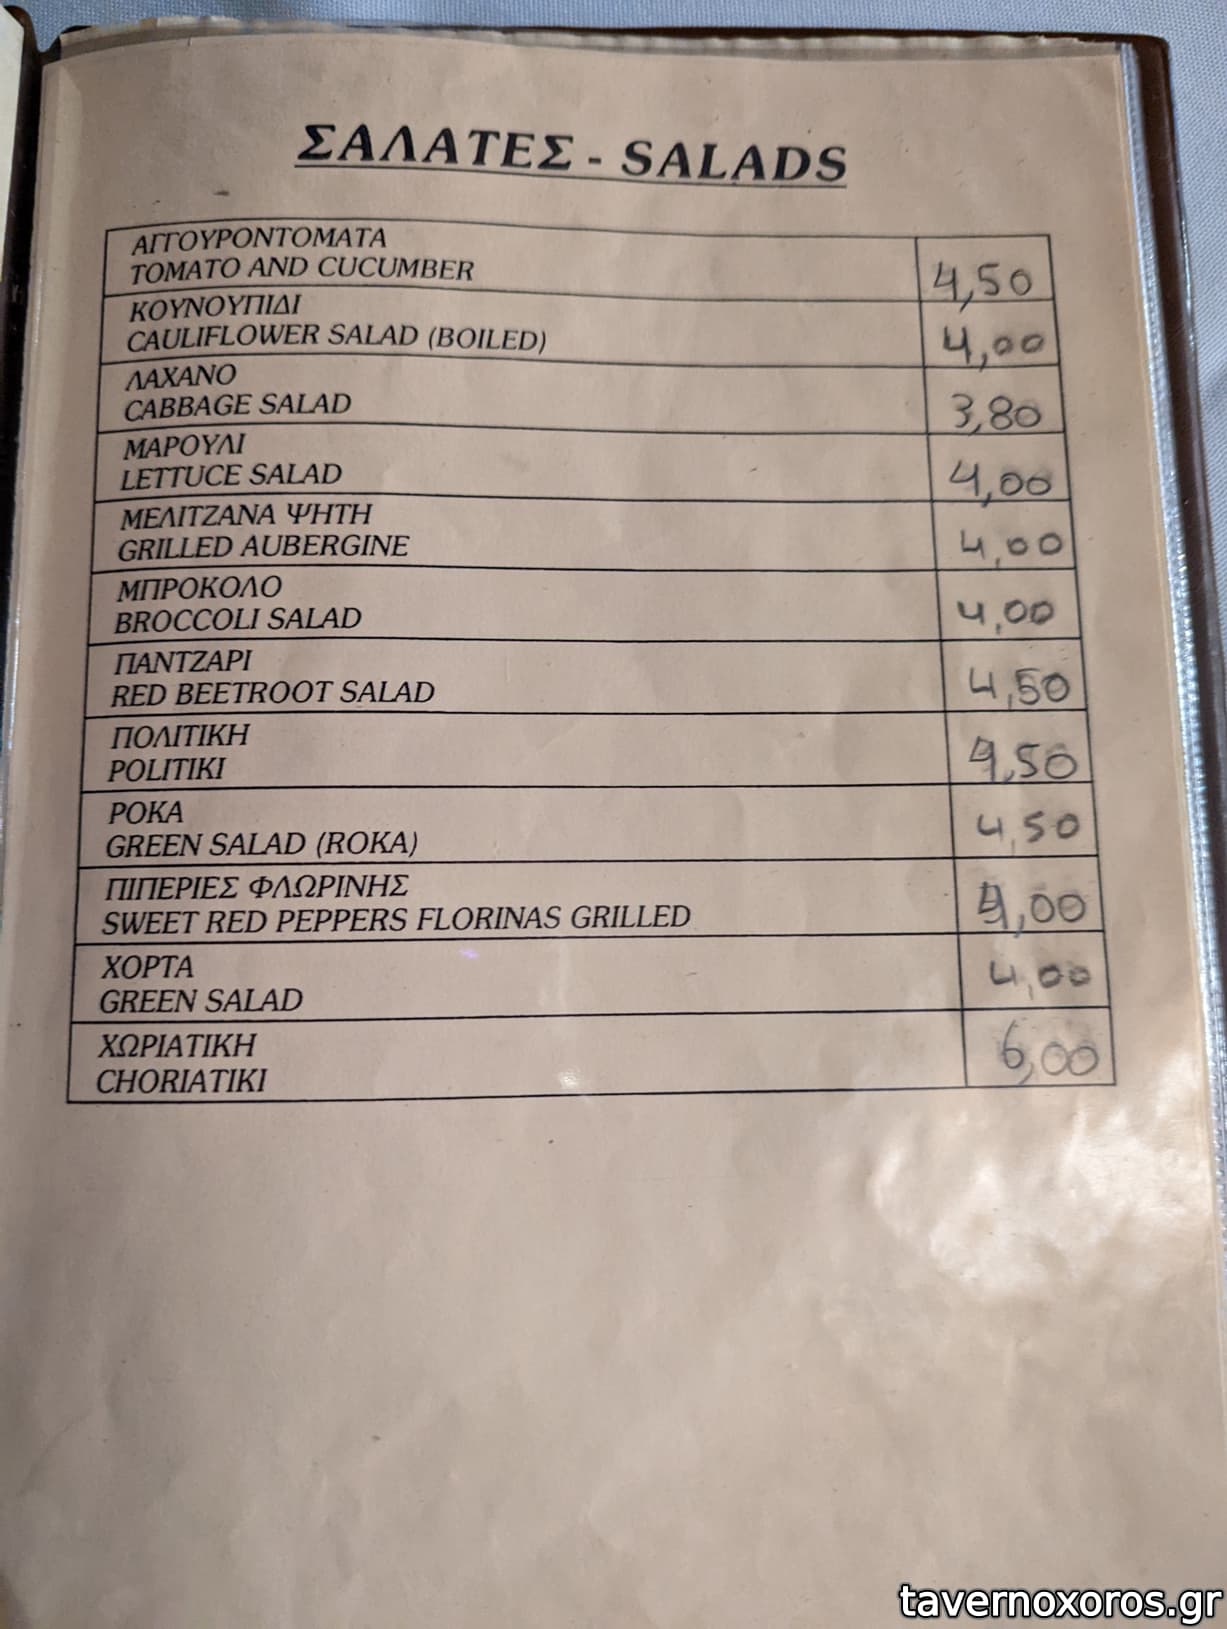 ΣΑΛΑΤΕΣ - SALADS
ΑΓΓΟΥΡΟΝΤΟΜΑΤΑ
TOMATO AND CUCUMBER 4,50
ΚΟΥΝΟΥΠΙΔΙ
CAULIFLOWER SALAD (BOILED) 4,00
ΛΑΧΑΝΟ
CABBAGE SALAD 3,80
ΜΑΡΟΥΛΙ
LETTUCE SALAD 4,00
ΜΕΛΙΤΖΑΝΑ ΨΗΤΗ
GRILLED AUBERGINE 4,00
ΜΠΡΟΚΟΛΟ
BROCCOLI SALAD 4,00
ΠΑΝΤΖΑΡΙ
RED BEETROOT SALAD 4,50
ΠΟΛΙΤΙΚΗ
POLITIKI 4,50
ΡΟΚΑ
GREEN SALAD (ROKA) 4,50
ΠΙΠΕΡΙΕΣ ΦΛΩΡΙΝΗΣ
SWEET RED PEPPERS FLORINAS GRILLED 4,00
ΧΟΡΤΑ
GREEN SALAD 4,00
ΧΩΡΙΑΤΙΚΗ
CHORIATIKI 6,00
tavernoxoros.gr